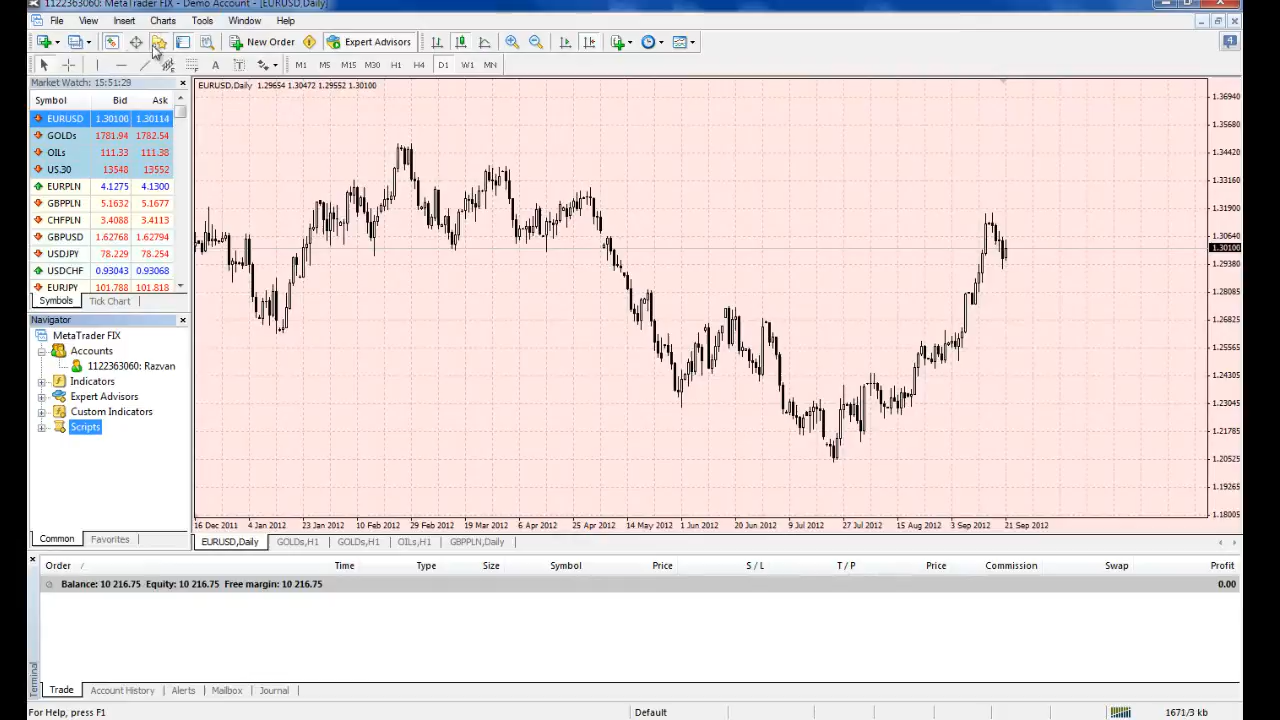 1122363060: MetaTrader FIX - Demo Account - [EURUSD,Daily]
File View Insert Charts Tools Window Help
New Order Expert Advisors
A T M1 M5 M15 M30 H1 H4 D1 W1 MN
Market Watch: 15:51:29
Symbol Bid Ask
EURUSD 1.30100 1.30114
GOLDs 1781.94 1782.54
OILs 111.33 111.38
US.30 13548 13552
EURPLN 4.1275 4.1300
GBPPLN 5.1632 5.1677
CHFPLN 3.4088 3.4113
GBPUSD 1.62768 1.62794
USDJPY 78.229 78.254
USDCHF 0.93043 0.93068
EURJPY 101.788 101.818
Symbols Tick Chart
Navigator
MetaTrader FIX
Accounts
1122363060: Razvan
Indicators
Expert Advisors
Custom Indicators
Scripts
Common Favorites
EURUSD,Daily 1.29654 1.30472 1.29552 1.30100
1.36940
1.35680
1.34420
1.33160
1.31900
1.30640
1.30100
1.29380
1.28085
1.26825
1.25565
1.24305
1.23045
1.21785
1.20525
1.19265
1.18005
16 Dec 2011 4 Jan 2012 23 Jan 2012 10 Feb 2012 29 Feb 2012 19 Mar 2012 6 Apr 2012 25 Apr 2012 14 May 2012 1 Jun 2012 20 Jun 2012 9 Jul 2012 27 Jul 2012 15 Aug 2012 3 Sep 2012 21 Sep 2012
EURUSD,Daily GOLDs,H1 GOLDs,H1 OILs,H1 GBPPLN,Daily
Order / Time Type Size Symbol Price S / L T / P Price Commission Swap Profit
Balance: 10 216.75 Equity: 10 216.75 Free margin: 10 216.75 0.00
Terminal
Trade Account History Alerts Mailbox Journal
For Help, press F1 Default 1671/3 kb